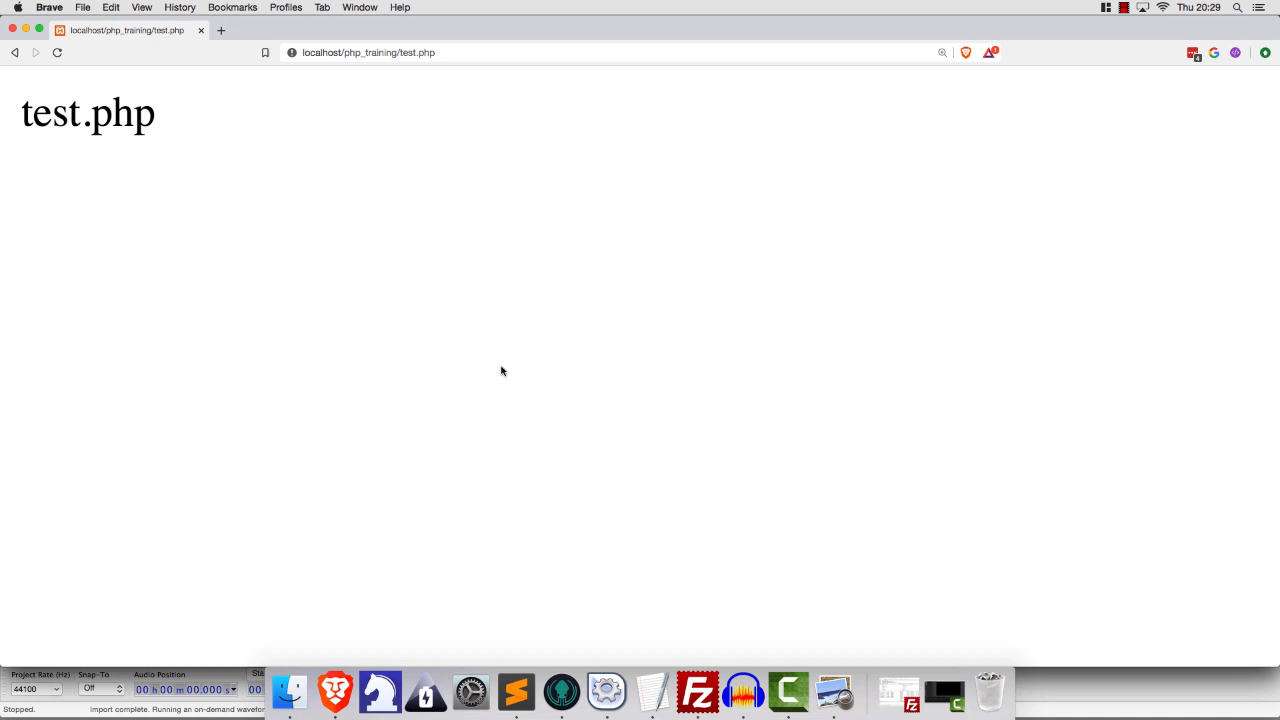 Brave File Edit View History Bookmarks Profiles Tab Window Help Thu 20:29
localhost/php_training/test.php
localhost/php_training/test.php
test.php
Project Rate (Hz) Snap-To Audio Position
44100 Off 00 h 00 m 00.000 s 00
Stopped. Import complete. Running an on-demand wavefor